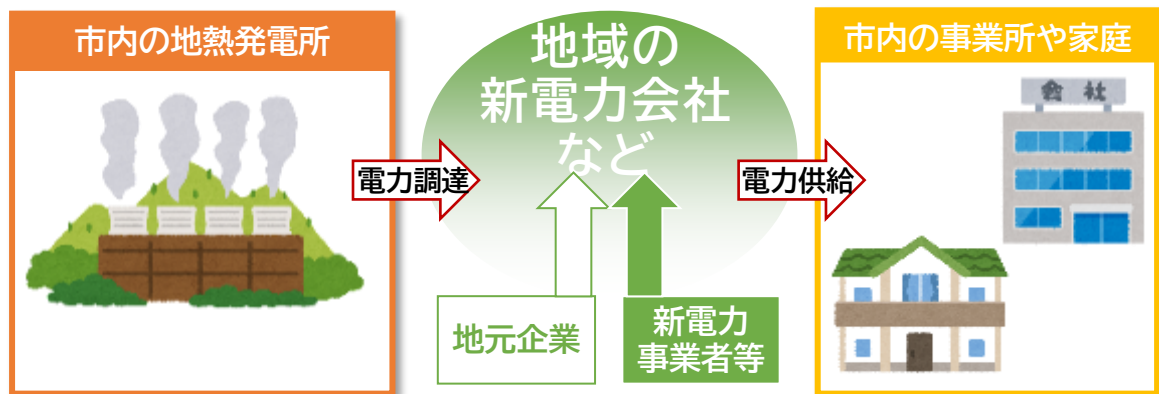 市内の地熱発電所
地域の
新電力会社
など
市内の事業所や家庭
会社
電力調達
電力供給
地元企業
新電力
事業者等